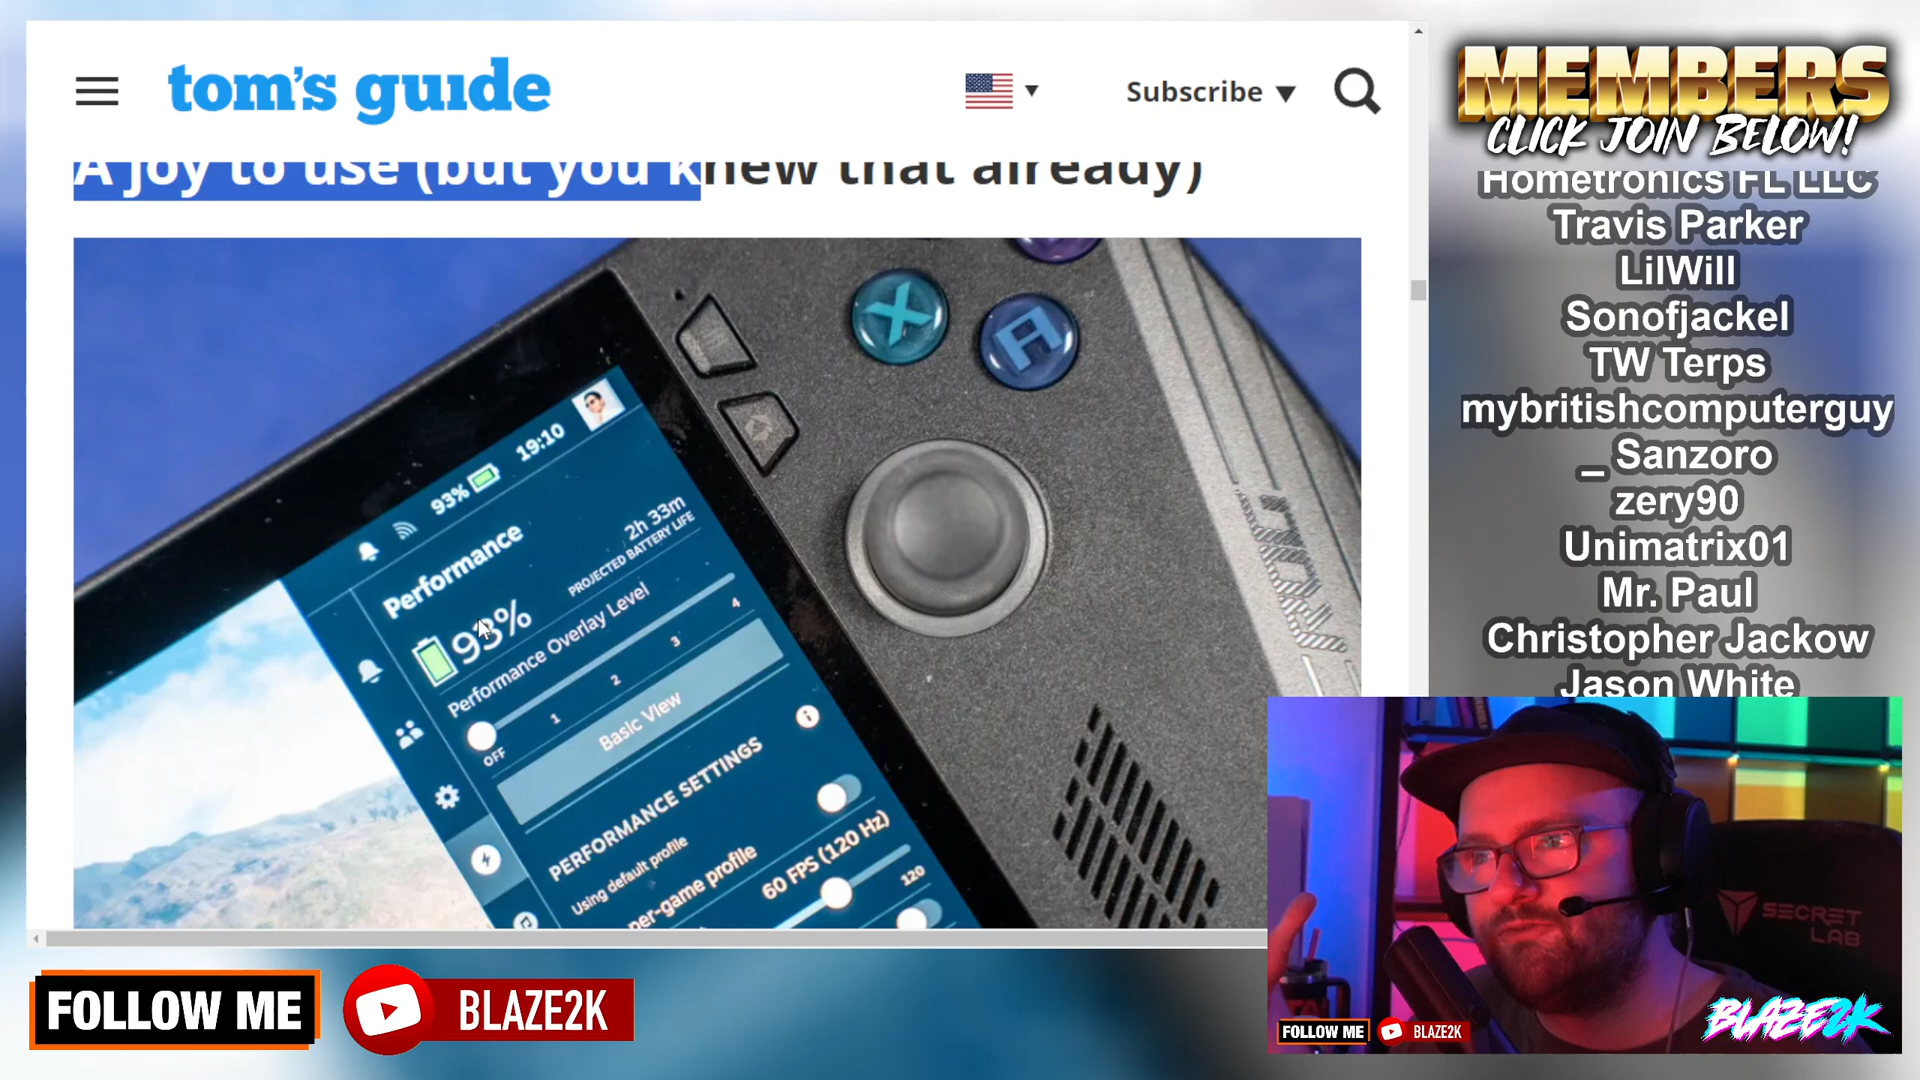 tom's guide
Subscribe
A joy to use (but you knew that already)
X
A
19:10
93%
Performance
93%
2h 33m
PROJECTED BATTERY LIFE
Performance Overlay Level
OFF 1 2 3 4
Basic View
PERFORMANCE SETTINGS
Using default profile
per-game profile
60 FPS (120 Hz)
120
MEMBERS
CLICK JOIN BELOW!
Hometronics FL LLC
Travis Parker
LilWill
Sonofjackel
TW Terps
mybritishcomputerguy
_ Sanzoro
zery90
Unimatrix01
Mr. Paul
Christopher Jackow
Jason White
SECRET
LAB
FOLLOW ME
BLAZE2K
BLAZE2K
FOLLOW ME
BLAZE2K